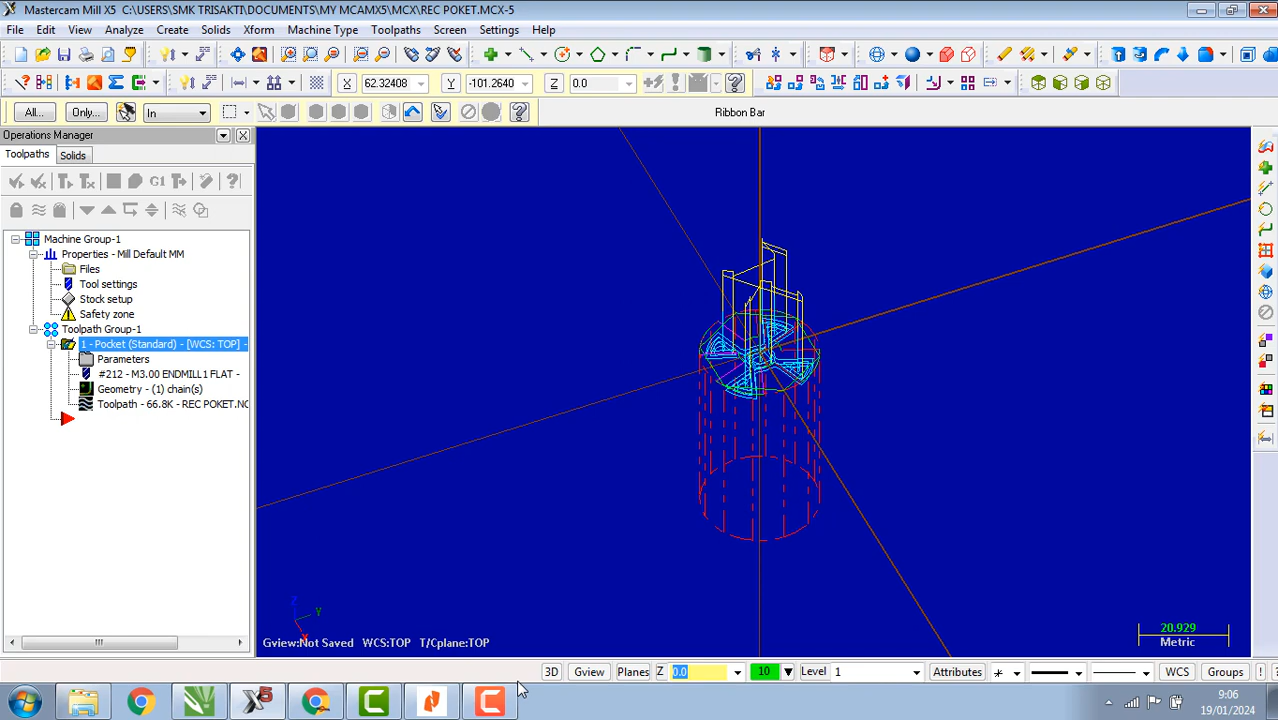 Mastercam Mill X5 C:\USERS\SMK TRISAKTI\DOCUMENTS\MY MCAMX5\MCX\REC POKET.MCX-5
File Edit View Analyze Create Solids Xform Machine Type Toolpaths Screen Settings Help
X 62.32408 Y -101.2640 Z 0.0
All... Only... In Ribbon Bar
Operations Manager
Toolpaths Solids
G1
Machine Group-1
Properties - Mill Default MM
Files
Tool settings
Stock setup
Safety zone
Toolpath Group-1
1 - Pocket (Standard) - [WCS: TOP] -
Parameters
#212 - M3.00 ENDMILL1 FLAT -
Geometry - (1) chain(s)
Toolpath - 66.8K - REC POKET.NC
Z
Y
X
Gview:Not Saved WCS:TOP T/Cplane:TOP
20.929
Metric
3D Gview Planes Z 0.0 10 Level 1 Attributes WCS Groups !
X5
9:06
19/01/2024